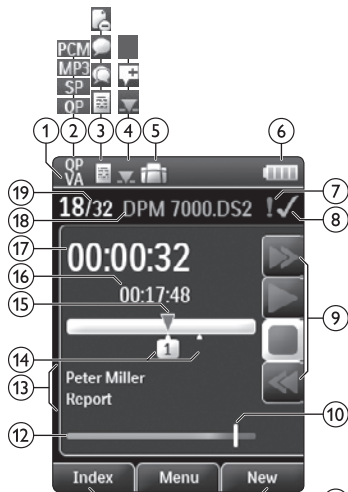 PCM
MP3
SP
QP
1 2 3 4 5 6
QP
VA
7
19
18/32 DPM 7000.DS2 !
18
8
17
00:00:32
16
00:17:48
15
9
1
14
13
Peter Miller
Report
10
12
Index Menu New